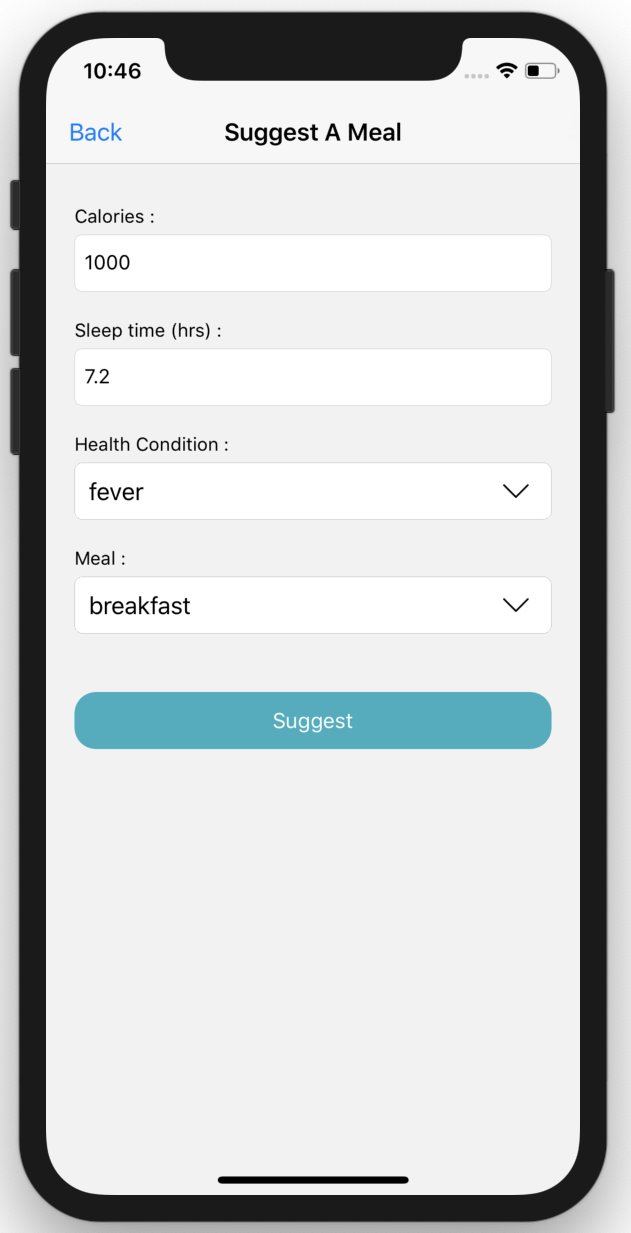 10:46
Back Suggest A Meal
Calories :
1000
Sleep time (hrs) :
7.2
Health Condition :
fever
Meal :
breakfast
Suggest